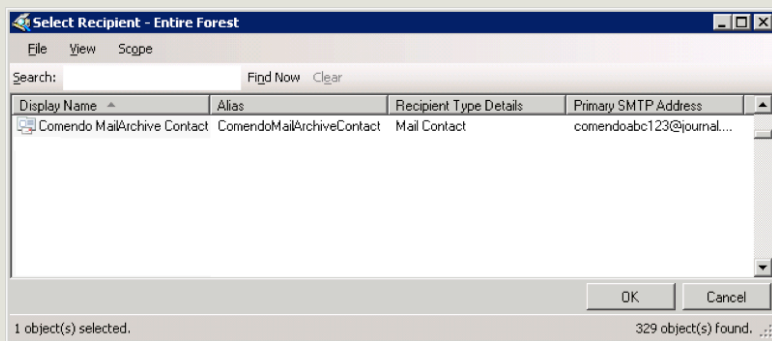 Select Recipient - Entire Forest
File View Scope
Search: Find Now Clear
Display Name Alias Recipient Type Details Primary SMTP Address
Comendo MailArchive Contact ComendoMailArchiveContact Mail Contact comendoabc123@journal....
OK Cancel
1 object(s) selected. 329 object(s) found.